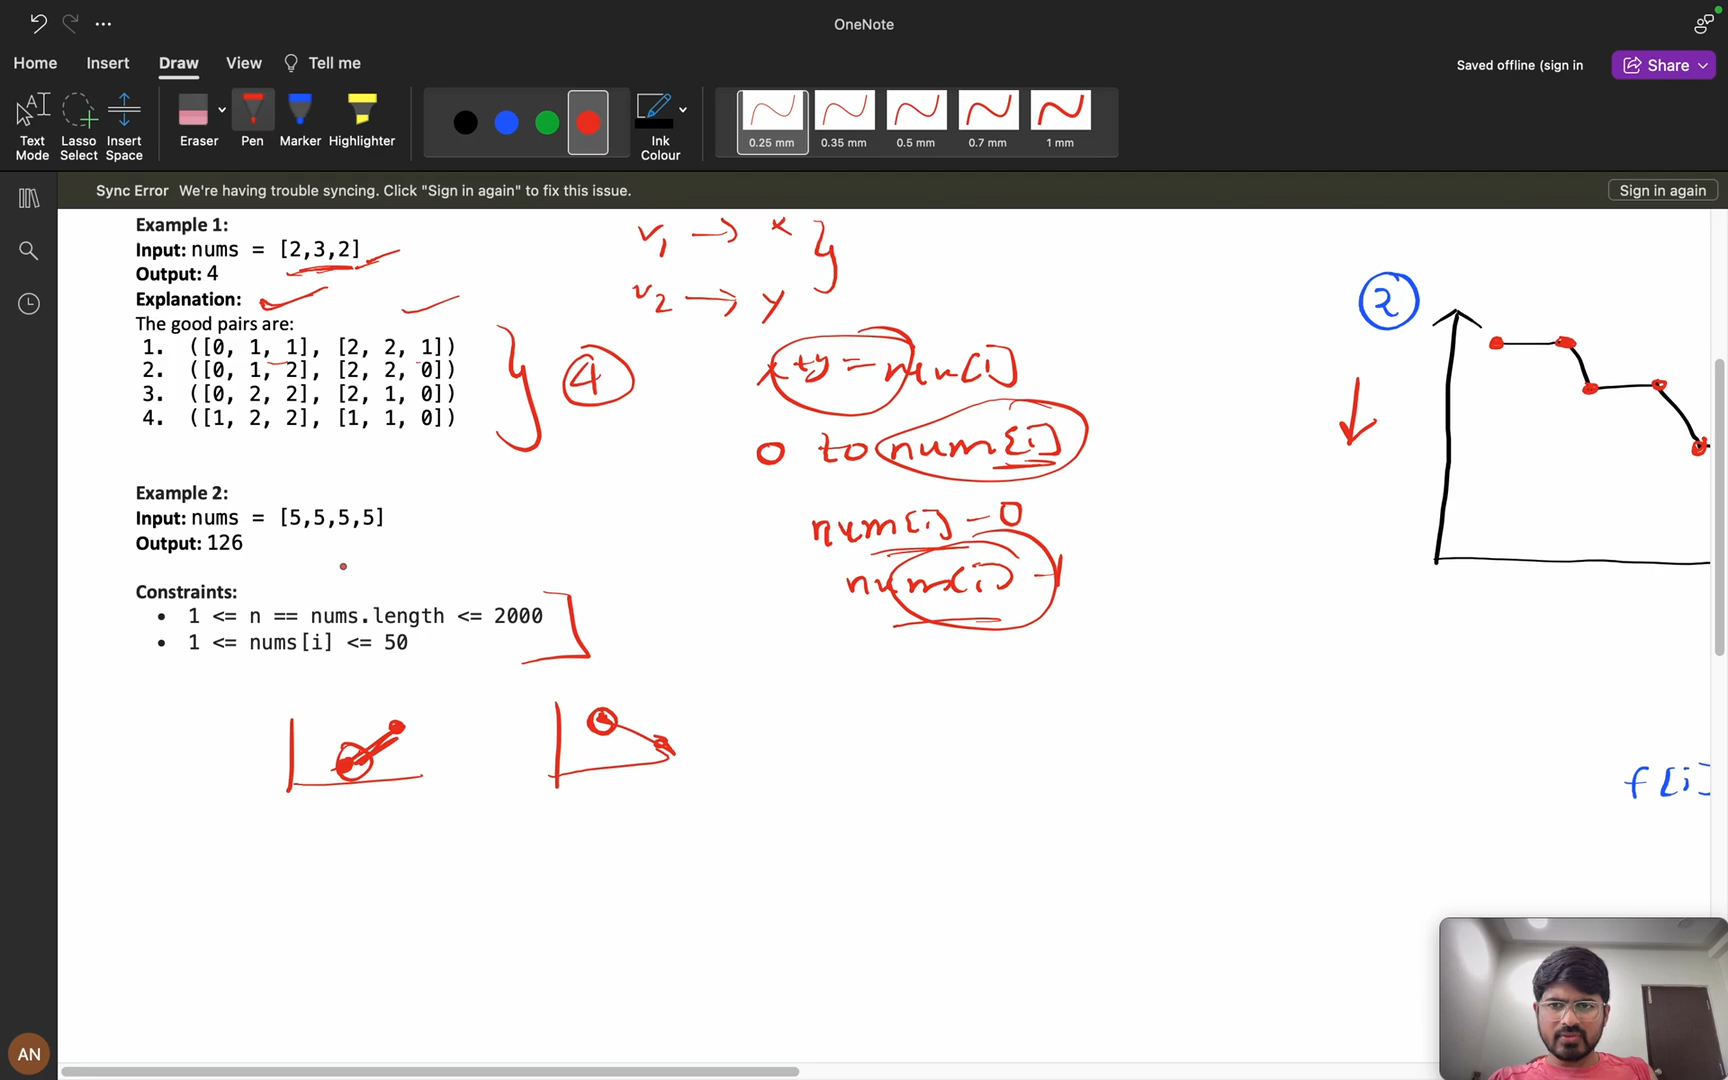 OneNote
Home Insert Draw View Tell me
Saved offline (sign in
Share
Text Mode
Lasso Select
Insert Space
Eraser
Pen
Marker
Highlighter
Ink Colour
0.25 mm
0.35 mm
0.5 mm
0.7 mm
1 mm
Sync Error We're having trouble syncing. Click "Sign in again" to fix this issue.
Sign in again
Example 1:
Input: nums = [2,3,2]
Output: 4
Explanation:
The good pairs are:
1. ([0, 1, 1], [2, 2, 1])
2. ([0, 1, 2], [2, 2, 0])
3. ([0, 2, 2], [2, 1, 0])
4. ([1, 2, 2], [1, 1, 0])
4
Example 2:
Input: nums = [5,5,5,5]
Output: 126
Constraints:
• 1 <= n == nums.length <= 2000
• 1 <= nums[i] <= 50
v1 → x
v2 → y
x+y = num[i]
0 to num[i]
num[i] - 0
nums[i] - 1
2
f[i]
AN